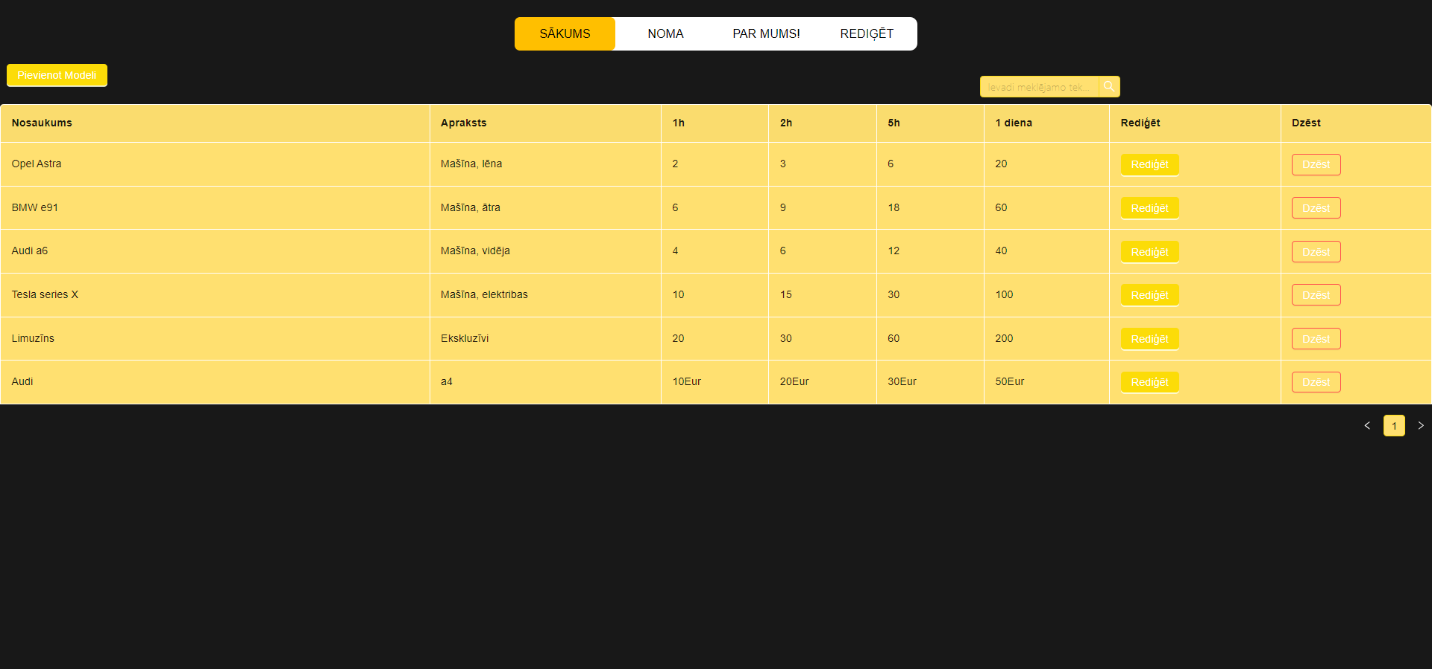 SĀKUMS NOMA PAR MUMS! REDIĢĒT
Pievienot Modeli
Ievadi meklējamo tek...
Nosaukums Apraksts 1h 2h 5h 1 diena Rediģēt Dzēst
Opel Astra Mašīna, lēna 2 3 6 20 Rediģēt Dzēst
BMW e91 Mašīna, ātra 6 9 18 60 Rediģēt Dzēst
Audi a6 Mašīna, vidēja 4 6 12 40 Rediģēt Dzēst
Tesla series X Mašīna, elektribas 10 15 30 100 Rediģēt Dzēst
Limuzīns Ekskluzīvi 20 30 60 200 Rediģēt Dzēst
Audi a4 10Eur 20Eur 30Eur 50Eur Rediģēt Dzēst
< 1 >